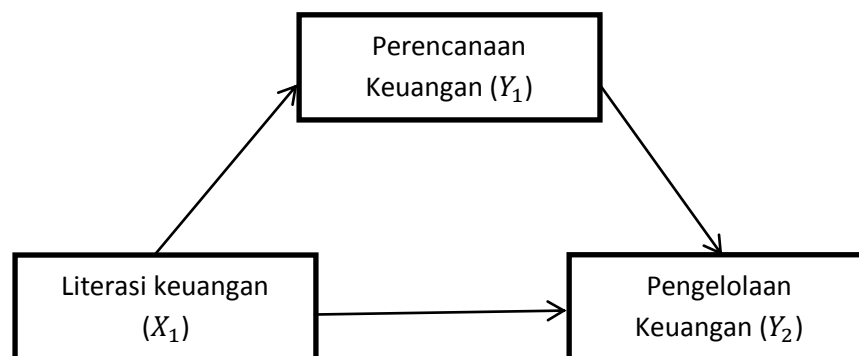 Perencanaan
Keuangan (Y₁)
Literasi keuangan
(X₁)
Pengelolaan
Keuangan (Y₂)